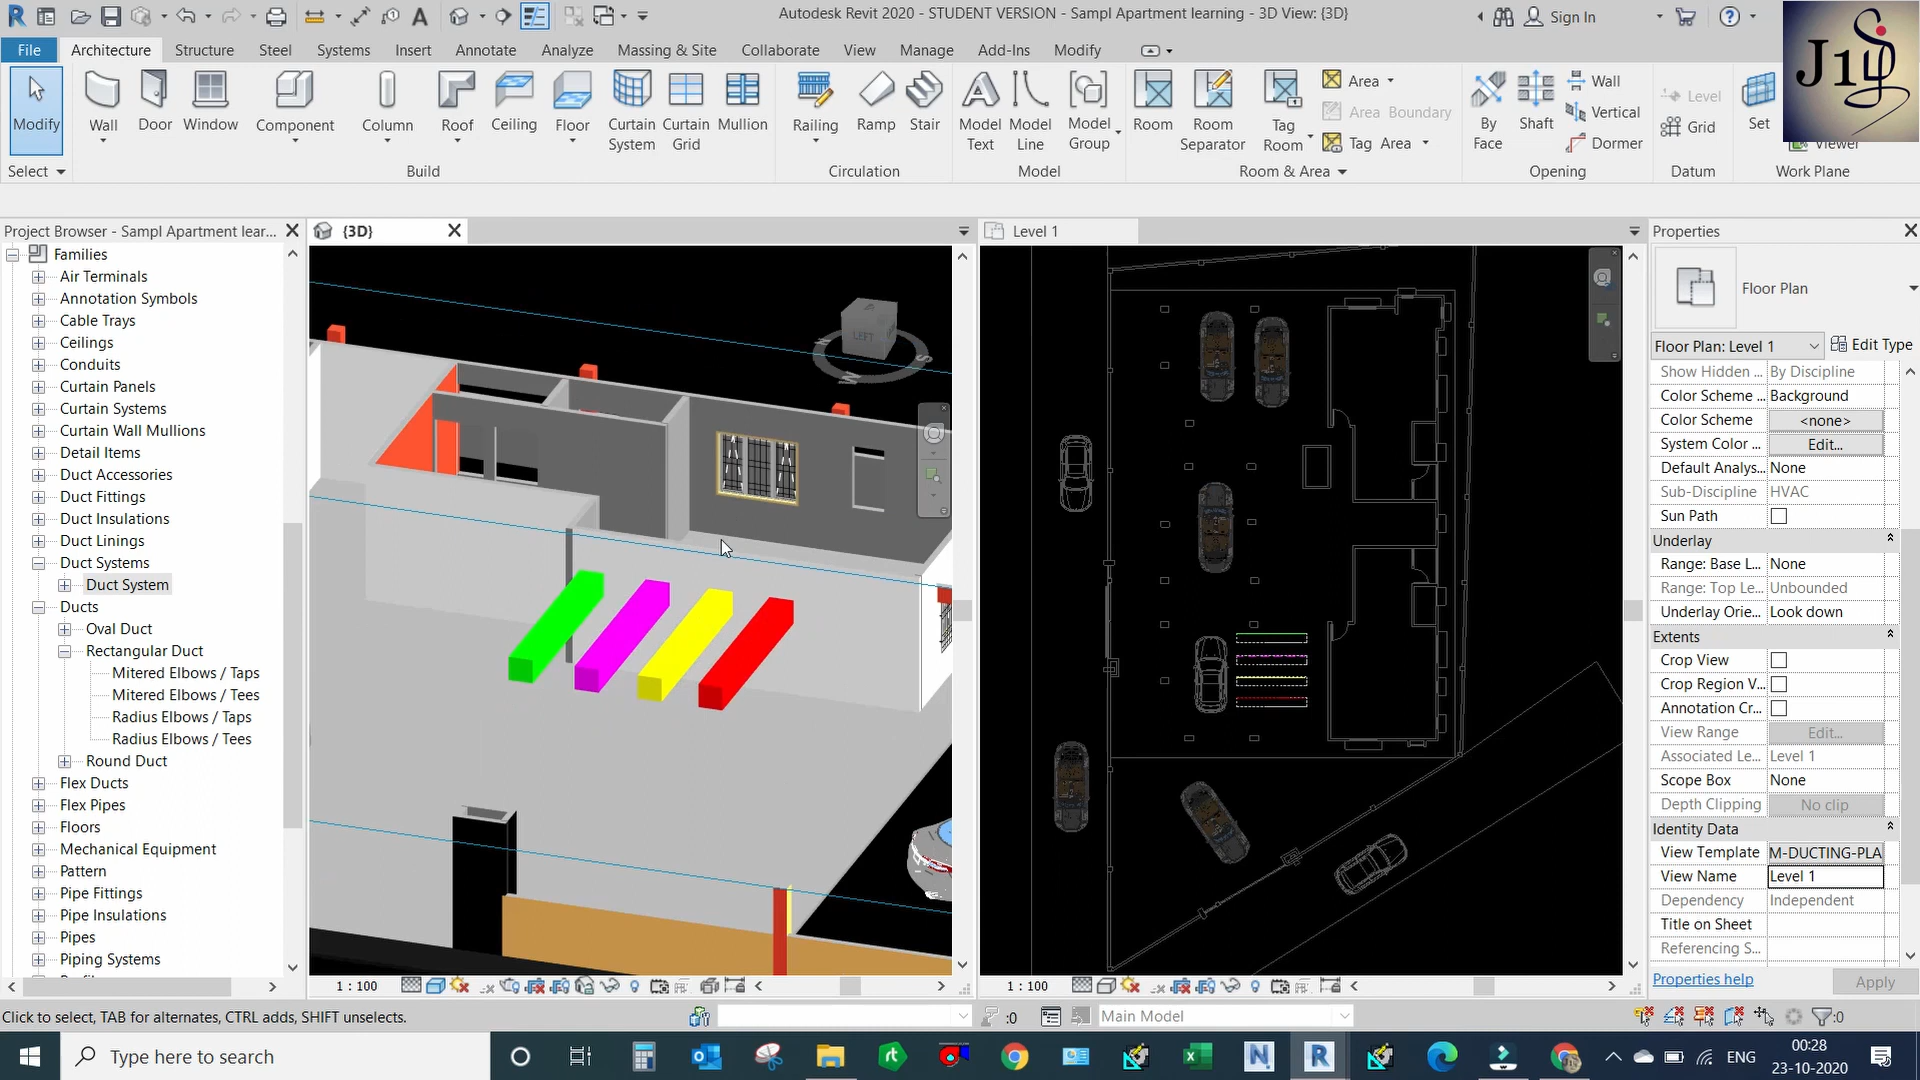 Autodesk Revit 2020 - STUDENT VERSION - Sampl Apartment learning - 3D View: {3D}
Sign In
File
Architecture
Structure
Steel
Systems
Insert
Annotate
Analyze
Massing & Site
Collaborate
View
Manage
Add-Ins
Modify
Modify
Wall
Door
Window
Component
Column
Roof
Ceiling
Floor
Curtain System
Curtain Grid
Mullion
Railing
Ramp
Stair
Model Text
Model Line
Model Group
Room
Room Separator
Tag Room
Area
Area Boundary
Tag Area
By Face
Shaft
Wall
Vertical
Dormer
Level
Grid
Set
Viewer
Select
Build
Circulation
Model
Room & Area
Opening
Datum
Work Plane
Project Browser - Sampl Apartment lear...
Families
Air Terminals
Annotation Symbols
Cable Trays
Ceilings
Conduits
Curtain Panels
Curtain Systems
Curtain Wall Mullions
Detail Items
Duct Accessories
Duct Fittings
Duct Insulations
Duct Linings
Duct Systems
Duct System
Ducts
Oval Duct
Rectangular Duct
Mitered Elbows / Taps
Mitered Elbows / Tees
Radius Elbows / Taps
Radius Elbows / Tees
Round Duct
Flex Ducts
Flex Pipes
Floors
Mechanical Equipment
Pattern
Pipe Fittings
Pipe Insulations
Pipes
Piping Systems
{3D}
LEFT
W
S
1 : 100
Level 1
1 : 100
Properties
Floor Plan
Floor Plan: Level 1
Edit Type
Show Hidden ... By Discipline
Color Scheme ... Background
Color Scheme <none>
System Color ... Edit...
Default Analys... None
Sub-Discipline HVAC
Sun Path
Underlay
Range: Base L... None
Range: Top Le... Unbounded
Underlay Orie... Look down
Extents
Crop View
Crop Region V...
Annotation Cr...
View Range Edit...
Associated Le... Level 1
Scope Box None
Depth Clipping No clip
Identity Data
View Template M-DUCTING-PLA
View Name Level 1
Dependency Independent
Title on Sheet
Referencing S...
Properties help
Apply
Click to select, TAB for alternates, CTRL adds, SHIFT unselects.
:0
Main Model
:0
Type here to search
ENG
00:28
23-10-2020